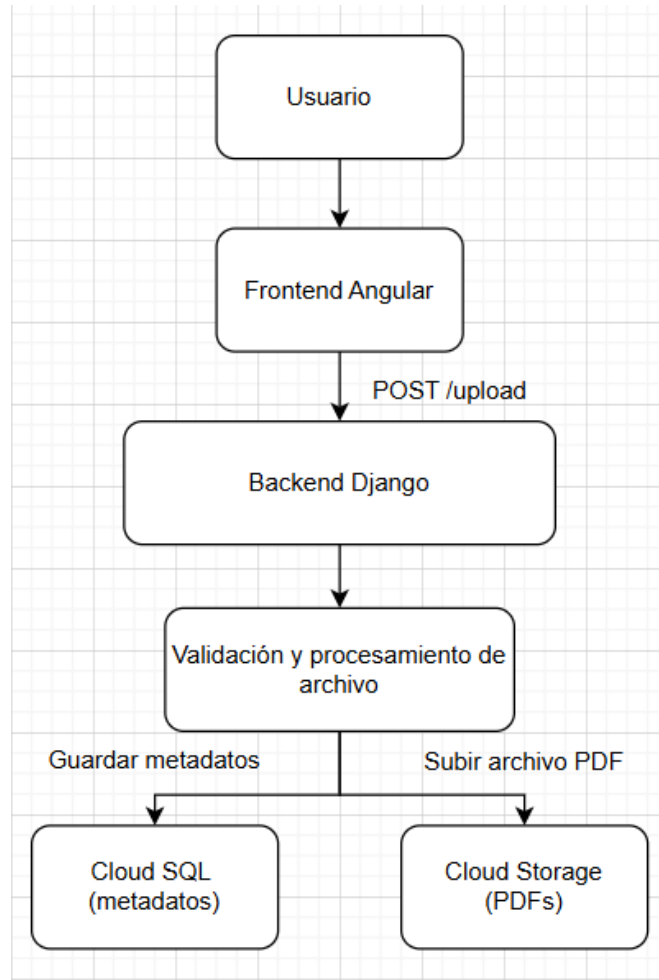 Usuario
Frontend Angular
POST /upload
Backend Django
Validación y procesamiento de
archivo
Guardar metadatos
Subir archivo PDF
Cloud SQL
(metadatos)
Cloud Storage
(PDFs)